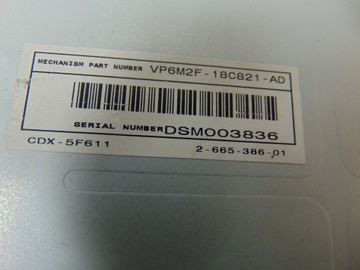 MECHANISM PART NUMBER VP6M2F-18C821-AD
SERIAL NUMBER DSM003836
CDX-5F611 2-665-386-01